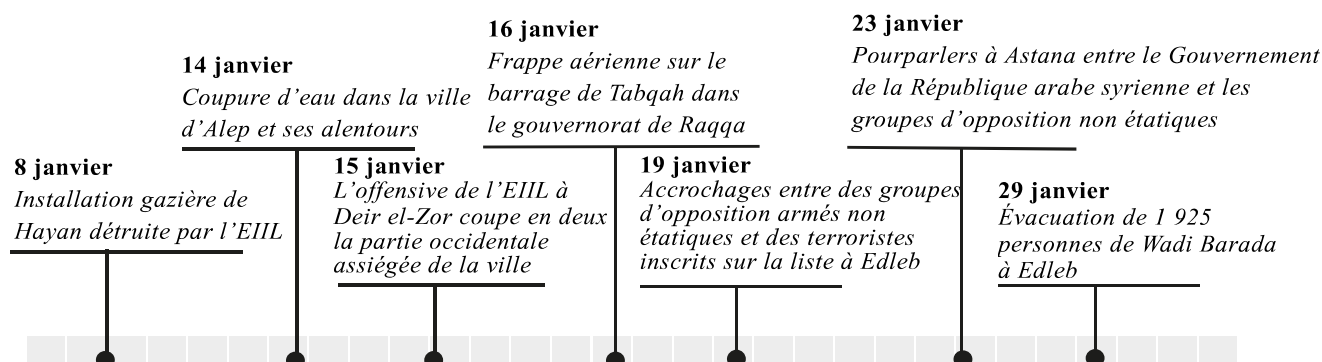 8 janvier
Installation gazière de
Hayan détruite par l’EIIL
14 janvier
Coupure d’eau dans la ville
d’Alep et ses alentours
15 janvier
L’offensive de l’EIIL à
Deir el-Zor coupe en deux
la partie occidentale
assiégée de la ville
16 janvier
Frappe aérienne sur le
barrage de Tabqah dans
le gouvernorat de Raqqa
19 janvier
Accrochages entre des groupes
d’opposition armés non
étatiques et des terroristes
inscrits sur la liste à Edleb
23 janvier
Pourparlers à Astana entre le Gouvernement
de la République arabe syrienne et les
groupes d’opposition non étatiques
29 janvier
Évacuation de 1 925
personnes de Wadi Barada
à Edleb